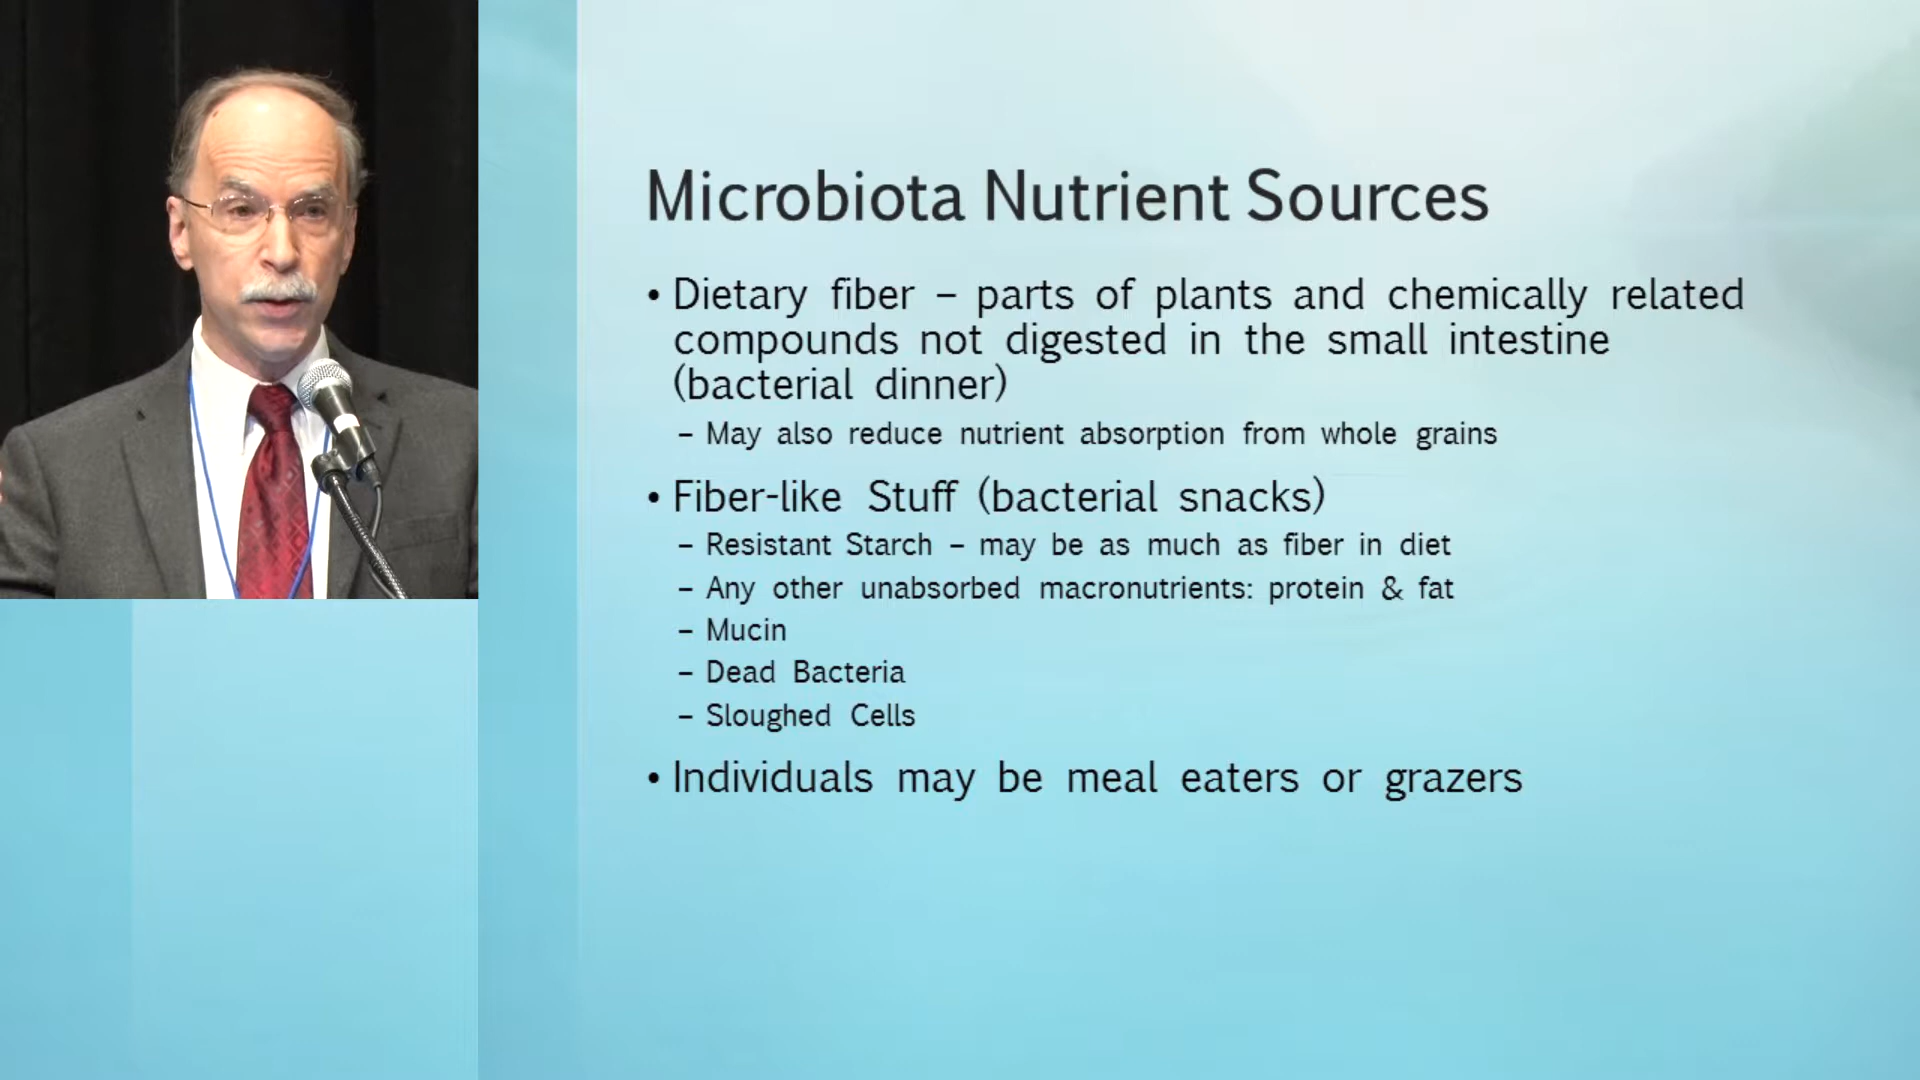 Microbiota Nutrient Sources
• Dietary fiber – parts of plants and chemically related
compounds not digested in the small intestine
(bacterial dinner)
– May also reduce nutrient absorption from whole grains
• Fiber-like Stuff (bacterial snacks)
– Resistant Starch – may be as much as fiber in diet
– Any other unabsorbed macronutrients: protein & fat
– Mucin
– Dead Bacteria
– Sloughed Cells
• Individuals may be meal eaters or grazers